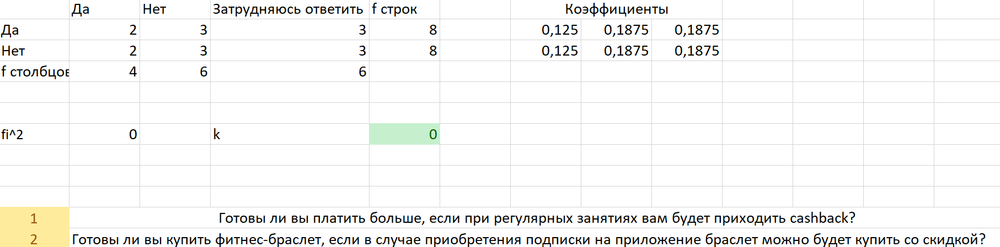 Да Нет Затрудняюсь ответить f строк Коэффициенты
Да 2 3 3 8 0,125 0,1875 0,1875
Нет 2 3 3 8 0,125 0,1875 0,1875
f столбцов 4 6 6
fi^2 0 k 0
1 Готовы ли вы платить больше, если при регулярных занятиях вам будет приходить cashback?
2 Готовы ли вы купить фитнес-браслет, если в случае приобретения подписки на приложение браслет можно будет купить со скидкой?